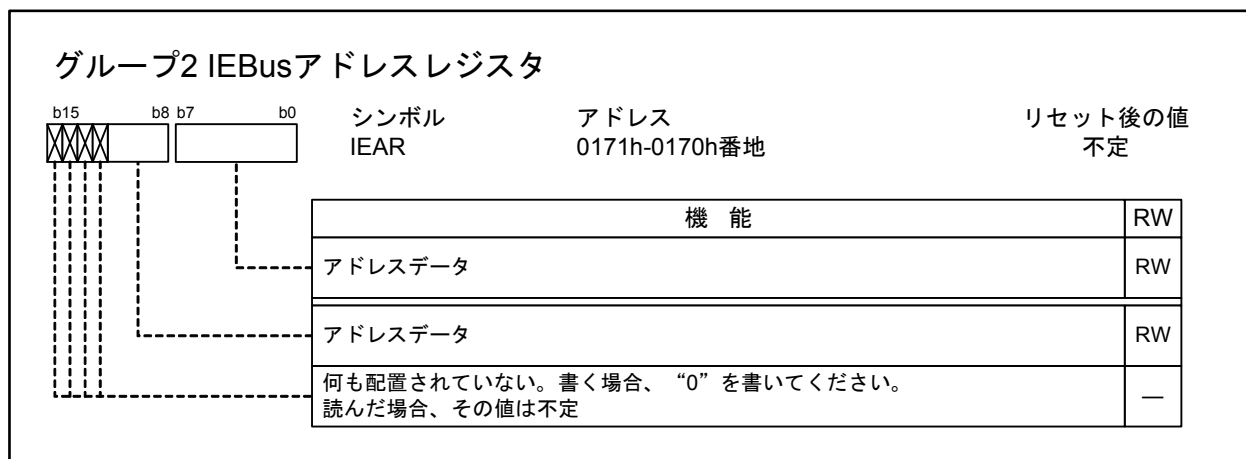 グループ2 IEBusアドレスレジスタ
b15 b8 b7 b0
シンボル アドレス リセット後の値
IEAR 0171h-0170h番地 不定
機 能 RW
アドレスデータ RW
アドレスデータ RW
何も配置されていない。書く場合、“0”を書いてください。
読んだ場合、その値は不定 —